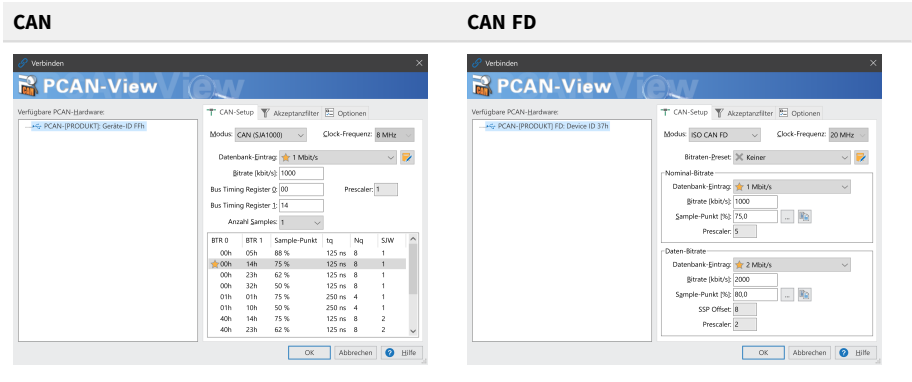 CAN
CAN FD
Verbinden
PCAN-View
Verfügbare PCAN-Hardware:
PCAN-[PRODUKT]: Geräte-ID FFh
CAN-Setup Akzeptanzfilter Optionen
Modus: CAN (SJA1000) Clock-Frequenz: 8 MHz
Datenbank-Eintrag: 1 Mbit/s
Bitrate [kbit/s]: 1000
Bus Timing Register 0: 00 Prescaler: 1
Bus Timing Register 1: 14
Anzahl Samples: 1
BTR 0 BTR 1 Sample-Punkt tq Nq SJW
00h 05h 88 % 125 ns 8 1
00h 14h 75 % 125 ns 8 1
00h 23h 62 % 125 ns 8 1
00h 32h 50 % 125 ns 8 1
01h 01h 75 % 250 ns 4 1
01h 10h 50 % 250 ns 4 1
40h 14h 75 % 125 ns 8 2
40h 23h 62 % 125 ns 8 2
OK Abbrechen Hilfe
Verbinden
PCAN-View
Verfügbare PCAN-Hardware:
PCAN-[PRODUKT] FD: Device ID 37h
CAN-Setup Akzeptanzfilter Optionen
Modus: ISO CAN FD Clock-Frequenz: 20 MHz
Bitraten-Preset: Keiner
Nominal-Bitrate
Datenbank-Eintrag: 1 Mbit/s
Bitrate [kbit/s]: 1000
Sample-Punkt [%]: 75,0 ...
Prescaler: 5
Daten-Bitrate
Datenbank-Eintrag: 2 Mbit/s
Bitrate [kbit/s]: 2000
Sample-Punkt [%]: 80,0 ...
SSP Offset: 8
Prescaler: 2
OK Abbrechen Hilfe